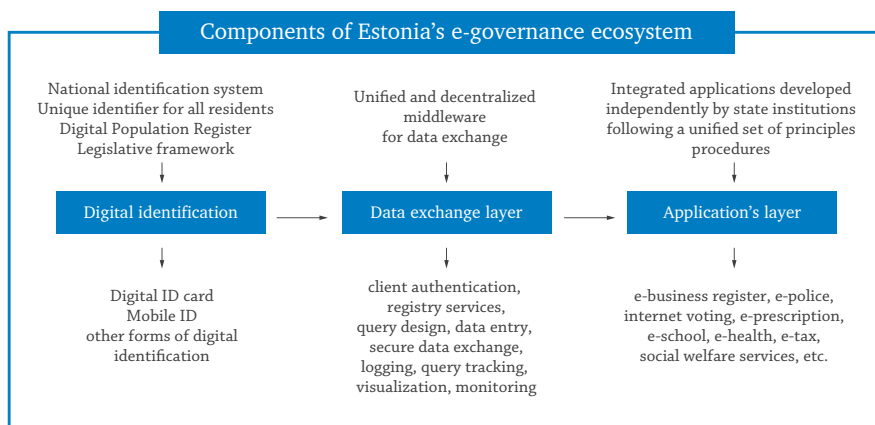 Components of Estonia's e-governance ecosystem
National identification system
Unique identifier for all residents
Digital Population Register
Legislative framework
Unified and decentralized
middleware
for data exchange
Integrated applications developed
independently by state institutions
following a unified set of principles
procedures
Digital identification
Data exchange layer
Application's layer
Digital ID card
Mobile ID
other forms of digital
identification
client authentication,
registry services,
query design, data entry,
secure data exchange,
logging, query tracking,
visualization, monitoring
e-business register, e-police,
internet voting, e-prescription,
e-school, e-health, e-tax,
social welfare services, etc.